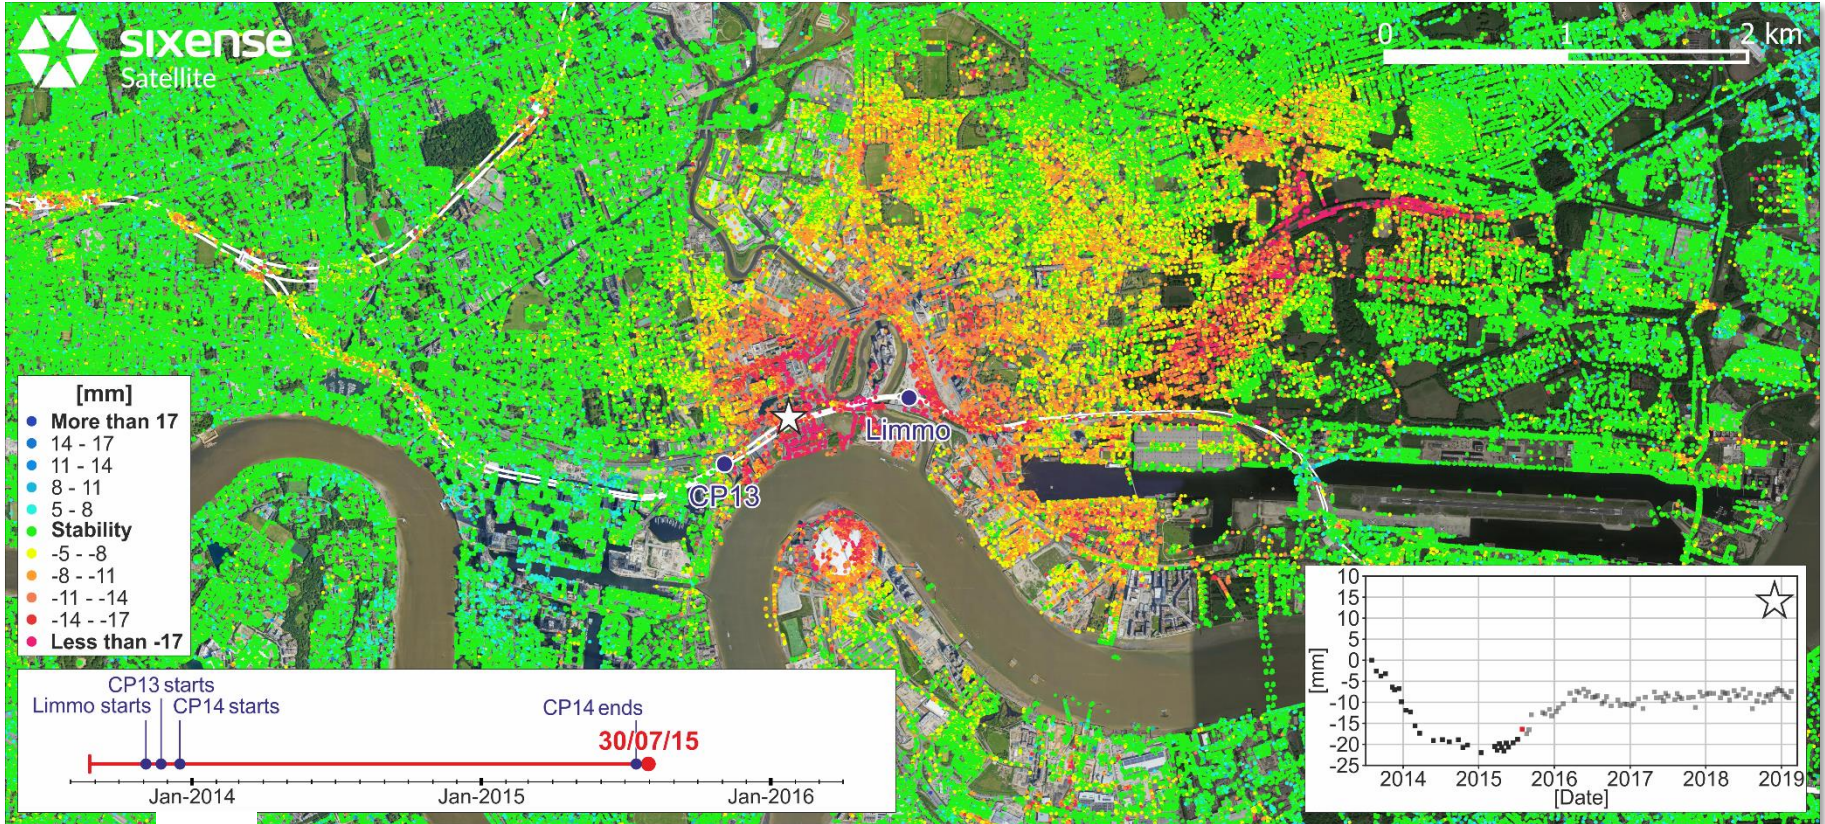 sixense
Satellite
0 1 2 km
Limmo
CP13
[mm]
More than 17
14 - 17
11 - 14
8 - 11
5 - 8
Stability
-5 - -8
-8 - -11
-11 - -14
-14 - -17
Less than -17
CP13 starts
Limmo starts
CP14 starts
CP14 ends
30/07/15
Jan-2014
Jan-2015
Jan-2016
10
15
10
5
0
-5
-10
-15
-20
-25
[mm]
2014 2015 2016 2017 2018 2019
[Date]